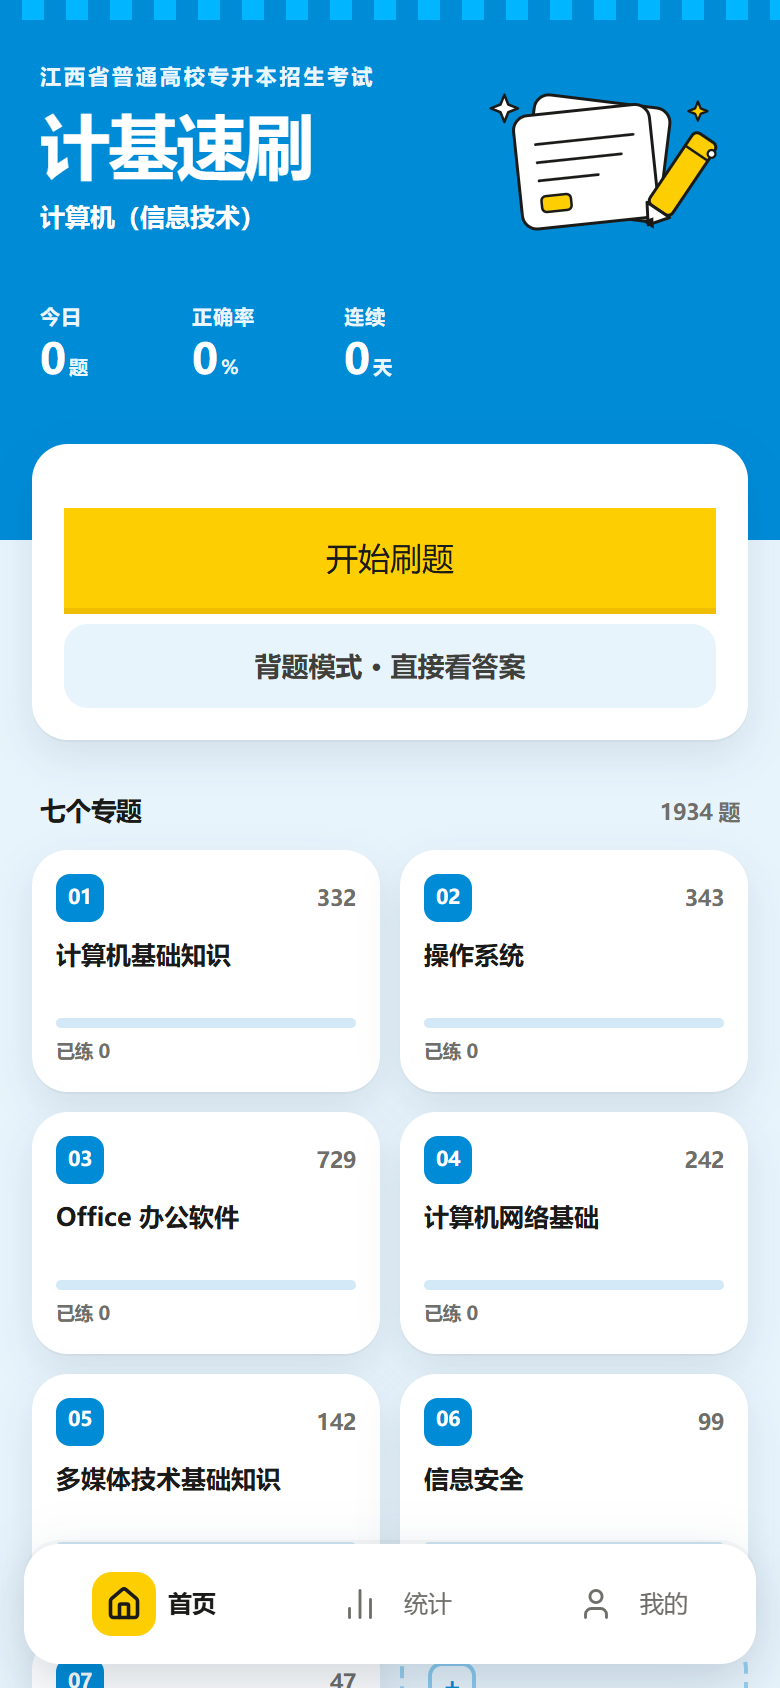 江西省普通高校专升本招生考试
计基速刷
计算机（信息技术）
今日 正确率 连续
0题 0% 0天
开始刷题
背题模式·直接看答案
七个专题 1934 题
01 332
计算机基础知识
已练 0
02 343
操作系统
已练 0
03 729
Office 办公软件
已练 0
04 242
计算机网络基础
已练 0
05 142
多媒体技术基础知识
06 99
信息安全
首页 统计 我的
07 47
+